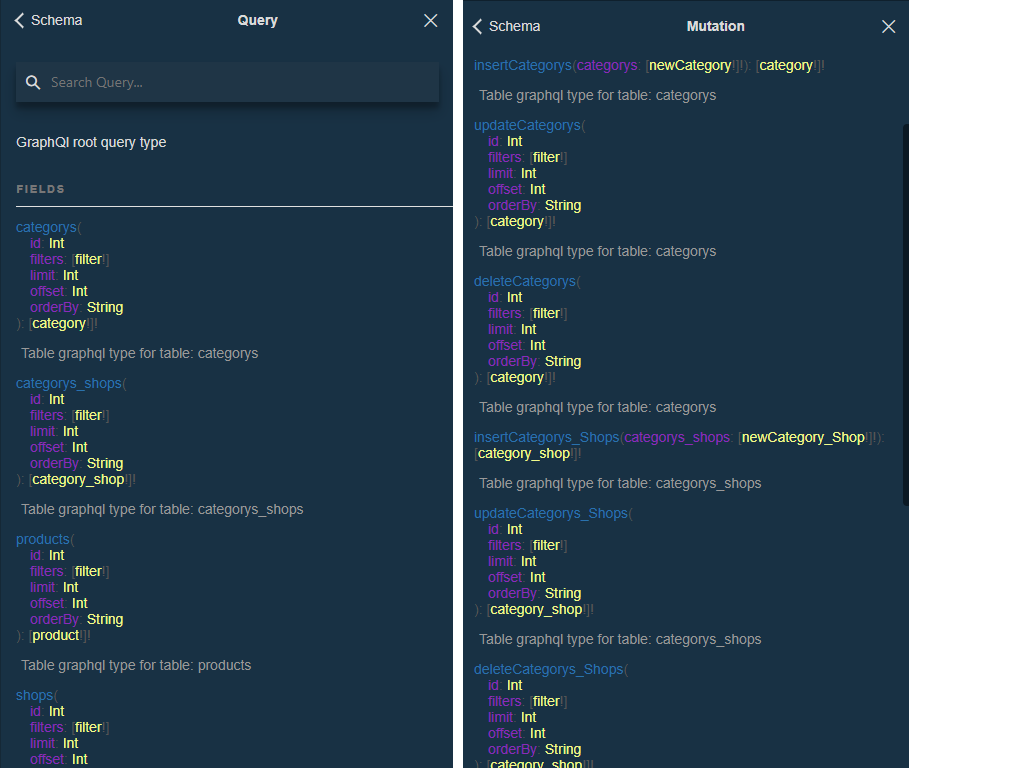 Schema
Query
Search Query...
GraphQl root query type
FIELDS
categorys(
id: Int
filters: [filter!]
limit: Int
offset: Int
orderBy: String
): [category!]!
Table graphql type for table: categorys
categorys_shops(
id: Int
filters: [filter!]
limit: Int
offset: Int
orderBy: String
): [category_shop!]!
Table graphql type for table: categorys_shops
products(
id: Int
filters: [filter!]
limit: Int
offset: Int
orderBy: String
): [product!]!
Table graphql type for table: products
shops(
id: Int
filters: [filter!]
limit: Int
offset: Int
Schema
Mutation
insertCategorys(categorys: [newCategory!]!): [category!]!
Table graphql type for table: categorys
updateCategorys(
id: Int
filters: [filter!]
limit: Int
offset: Int
orderBy: String
): [category!]!
Table graphql type for table: categorys
deleteCategorys(
id: Int
filters: [filter!]
limit: Int
offset: Int
orderBy: String
): [category!]!
Table graphql type for table: categorys
insertCategorys_Shops(categorys_shops: [newCategory_Shop!]!):
[category_shop!]!
Table graphql type for table: categorys_shops
updateCategorys_Shops(
id: Int
filters: [filter!]
limit: Int
offset: Int
orderBy: String
): [category_shop!]!
Table graphql type for table: categorys_shops
deleteCategorys_Shops(
id: Int
filters: [filter!]
limit: Int
offset: Int
orderBy: String
): [category_shop!]!